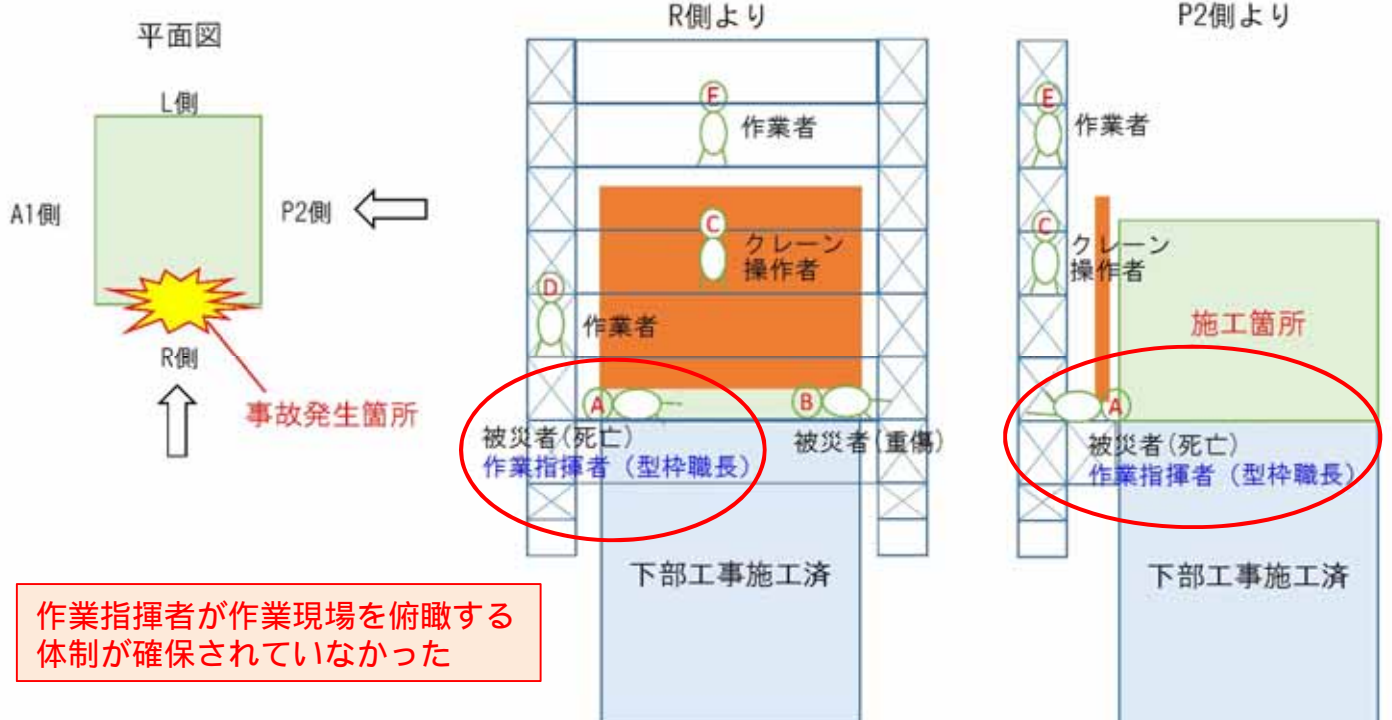 平面図
L側
A1側
P2側
R側
事故発生箇所
R側より
E
作業者
C
クレーン
操作者
D
作業者
A
B
被災者(死亡)
作業指揮者（型枠職長）
被災者(重傷)
下部工事施工済
P2側より
E
作業者
C
クレーン
操作者
施工箇所
A
被災者(死亡)
作業指揮者（型枠職長）
下部工事施工済
作業指揮者が作業現場を俯瞰する
体制が確保されていなかった